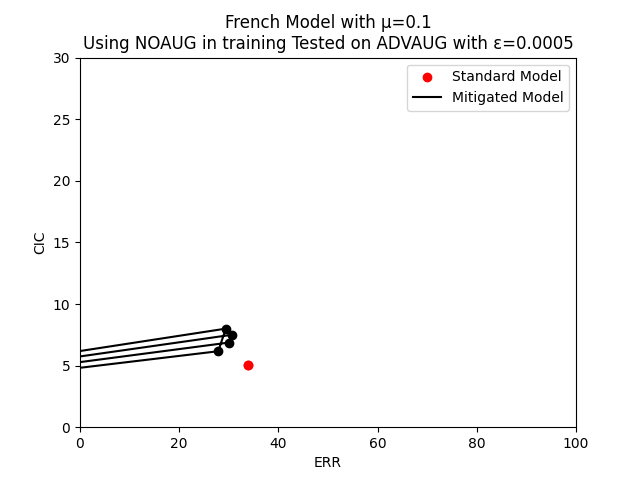 French Model with μ=0.1
Using NOAUG in training Tested on ADVAUG with ε=0.0005
Standard Model
Mitigated Model
30
25
20
15
10
5
0
CIC
0 20 40 60 80 100
ERR